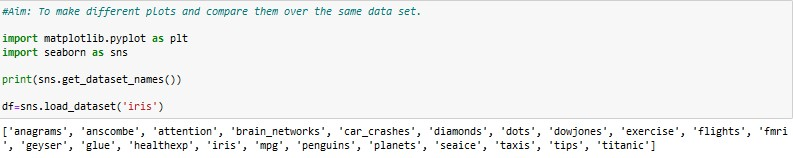 #Aim: To make different plots and compare them over the same data set.
import matplotlib.pyplot as plt
import seaborn as sns
print(sns.get_dataset_names())
df=sns.load_dataset('iris')
['anagrams', 'anscombe', 'attention', 'brain_networks', 'car_crashes', 'diamonds', 'dots', 'dowjones', 'exercise', 'flights', 'fmri
', 'geyser', 'glue', 'healthexp', 'iris', 'mpg', 'penguins', 'planets', 'seaice', 'taxis', 'tips', 'titanic']